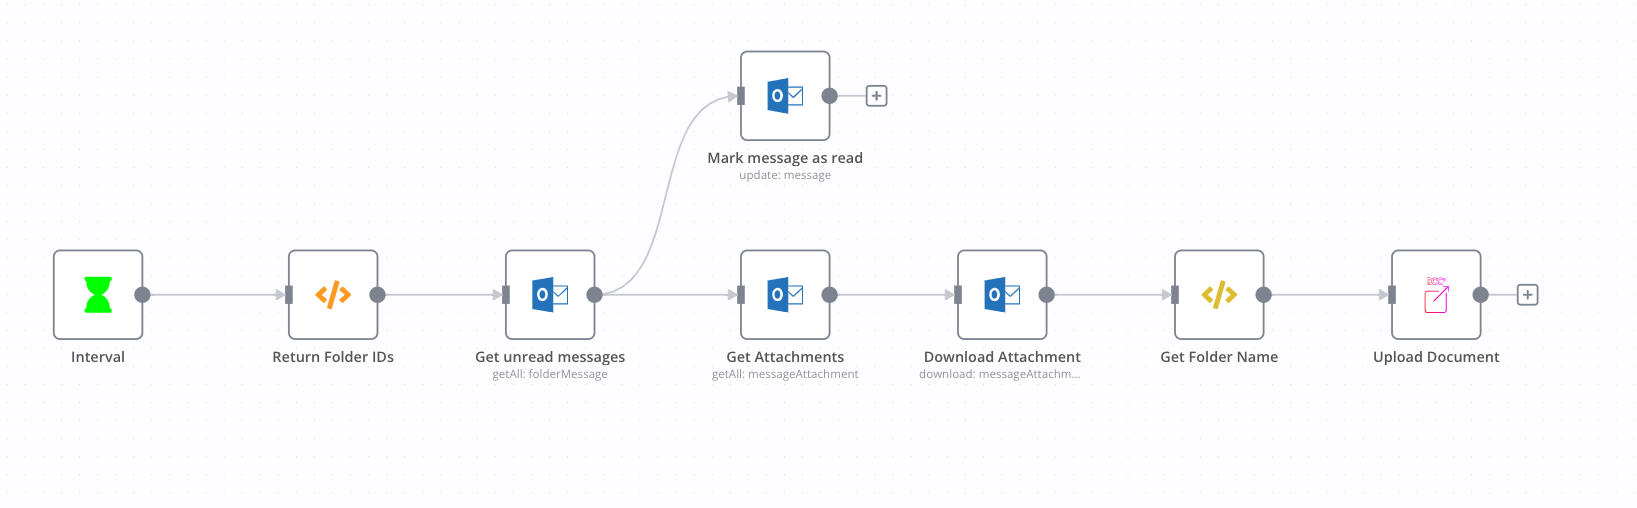 Mark message as read
update: message
Interval
Return Folder IDs
Get unread messages
getAll: folderMessage
Get Attachments
getAll: messageAttachment
Download Attachment
download: messageAttachm...
Get Folder Name
Upload Document